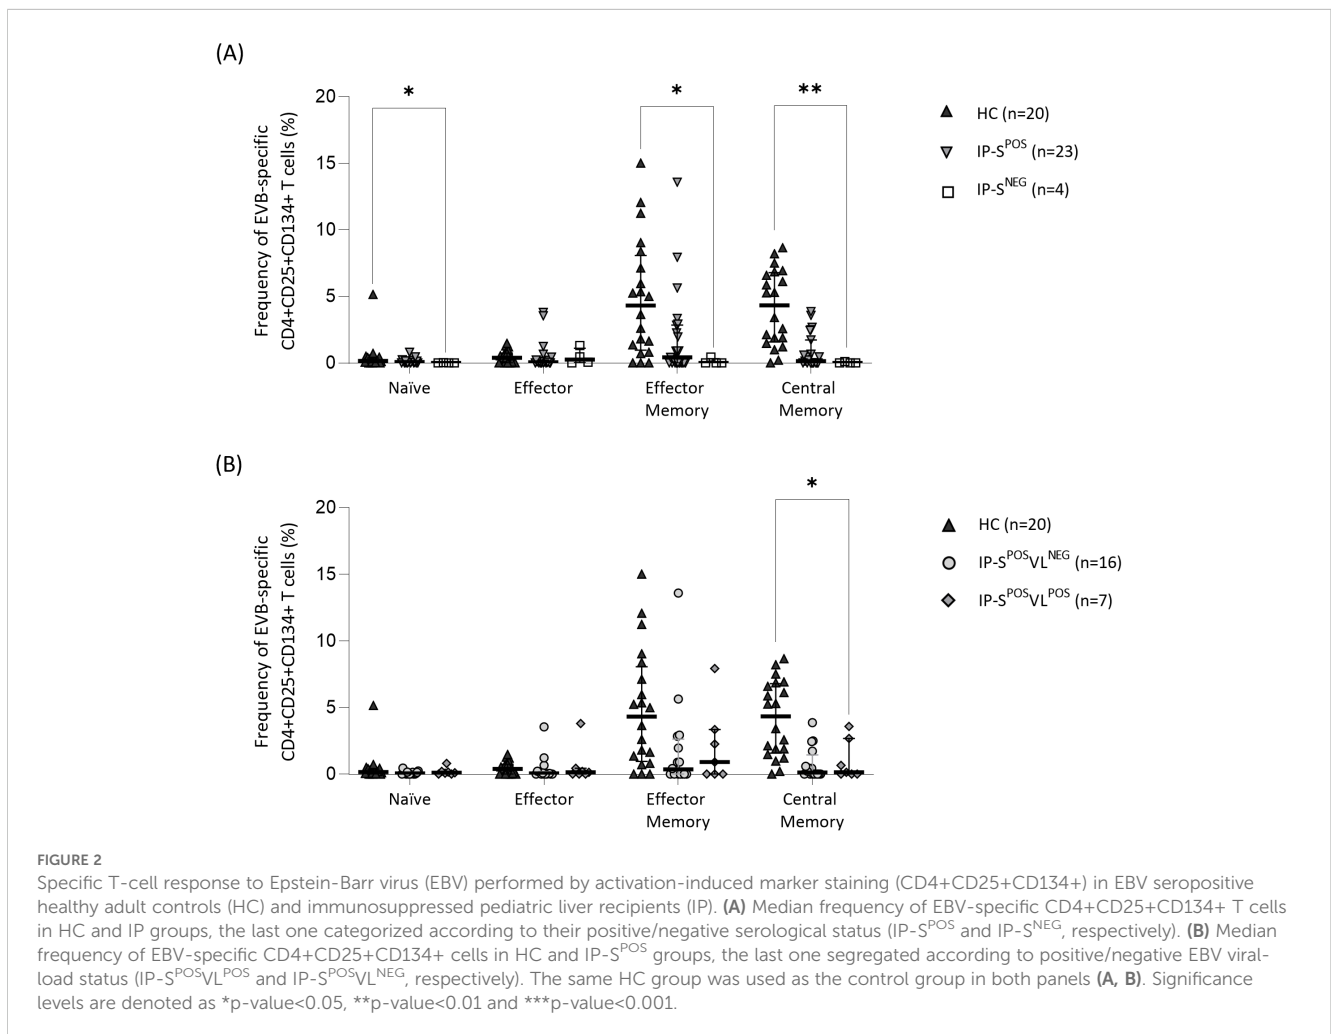 (A)
Frequency of EVB-specific
CD4+CD25+CD134+ T cells (%)
20
15
10
5
0
*
*
**
Naïve
Effector
Effector
Memory
Central
Memory
HC (n=20)
IP-S^POS (n=23)
IP-S^NEG (n=4)
(B)
Frequency of EVB-specific
CD4+CD25+CD134+ T cells (%)
20
15
10
5
0
*
Naïve
Effector
Effector
Memory
Central
Memory
HC (n=20)
IP-S^POSVL^NEG (n=16)
IP-S^POSVL^POS (n=7)
FIGURE 2
Specific T-cell response to Epstein-Barr virus (EBV) performed by activation-induced marker staining (CD4+CD25+CD134+) in EBV seropositive
healthy adult controls (HC) and immunosuppressed pediatric liver recipients (IP). (A) Median frequency of EBV-specific CD4+CD25+CD134+ T cells
in HC and IP groups, the last one categorized according to their positive/negative serological status (IP-S^POS and IP-S^NEG, respectively). (B) Median
frequency of EBV-specific CD4+CD25+CD134+ cells in HC and IP-S^POS groups, the last one segregated according to positive/negative EBV viral-
load status (IP-S^POSVL^POS and IP-S^POSVL^NEG, respectively). The same HC group was used as the control group in both panels (A, B). Significance
levels are denoted as *p-value<0.05, **p-value<0.01 and ***p-value<0.001.